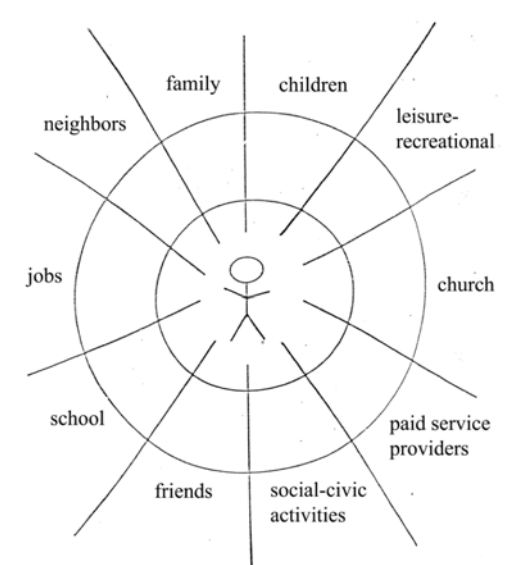 family
children
neighbors
leisure-
recreational
jobs
church
school
paid service
providers
friends
social-civic
activities